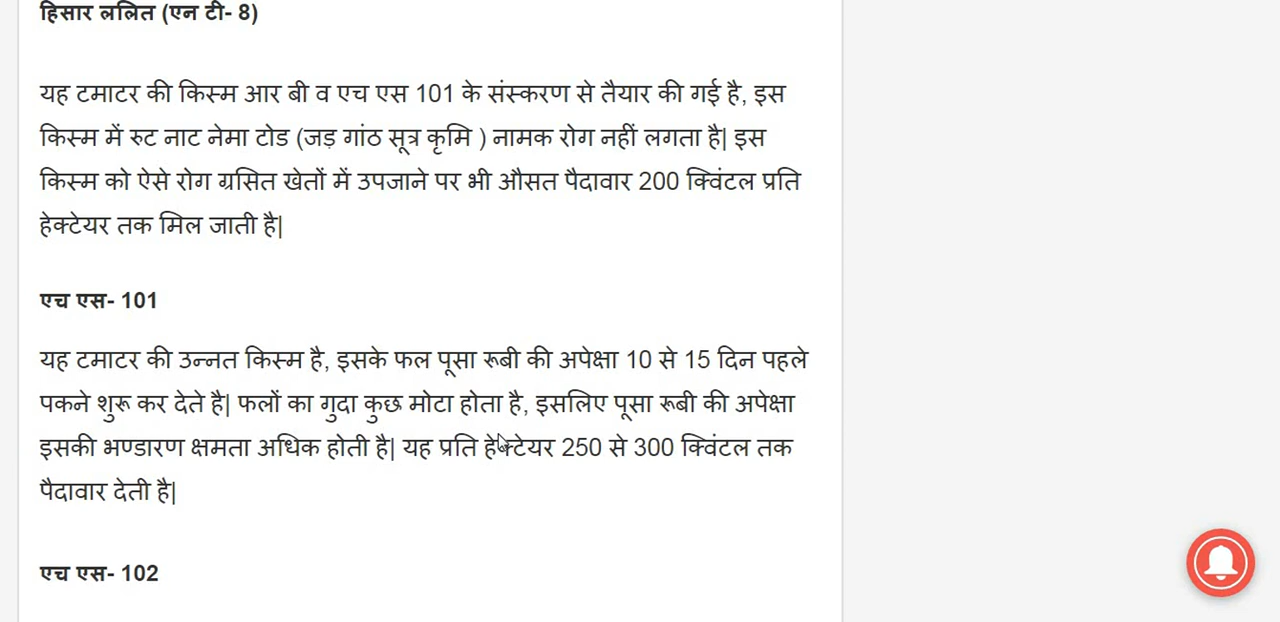 हिसार ललित (एन टी- 8)
यह टमाटर की किस्म आर बी व एच एस 101 के संस्करण से तैयार की गई है, इस
किस्म में रुट नाट नेमा टोड (जड़ गांठ सूत्र कृमि ) नामक रोग नहीं लगता है| इस
किस्म को ऐसे रोग ग्रसित खेतों में उपजाने पर भी औसत पैदावार 200 क्विंटल प्रति
हेक्टेयर तक मिल जाती है|
एच एस- 101
यह टमाटर की उन्नत किस्म है, इसके फल पूसा रूबी की अपेक्षा 10 से 15 दिन पहले
पकने शुरू कर देते है| फलों का गुदा कुछ मोटा होता है, इसलिए पूसा रूबी की अपेक्षा
इसकी भण्डारण क्षमता अधिक होती है| यह प्रति हेक्टेयर 250 से 300 क्विंटल तक
पैदावार देती है|
एच एस- 102